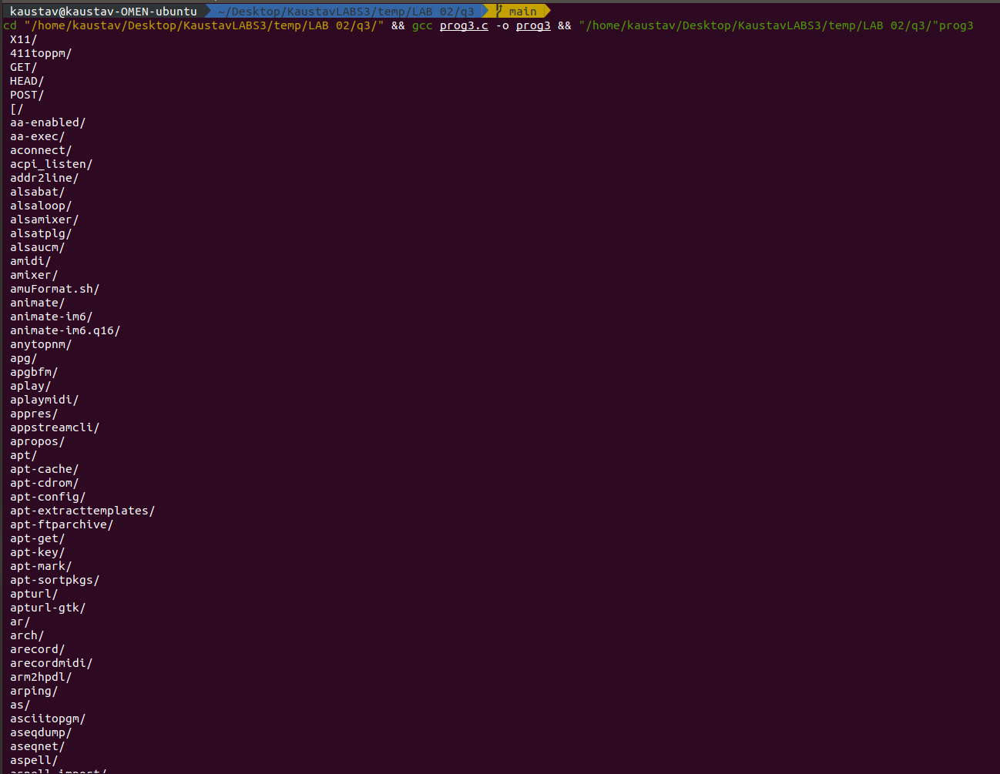 kaustav@kaustav-OMEN-ubuntu ~/Desktop/KaustavLABS3/temp/LAB 02/q3 main
cd "/home/kaustav/Desktop/KaustavLABS3/temp/LAB 02/q3/" && gcc prog3.c -o prog3 && "/home/kaustav/Desktop/KaustavLABS3/temp/LAB 02/q3/"prog3
X11/
411toppm/
GET/
HEAD/
POST/
[/
aa-enabled/
aa-exec/
aconnect/
acpi_listen/
addr2line/
alsabat/
alsaloop/
alsamixer/
alsatplg/
alsaucm/
amidi/
amixer/
amuFormat.sh/
animate/
animate-im6/
animate-im6.q16/
anytopnm/
apg/
apgbfm/
aplay/
aplaymidi/
appres/
appstreamcli/
apropos/
apt/
apt-cache/
apt-cdrom/
apt-config/
apt-extracttemplates/
apt-ftparchive/
apt-get/
apt-key/
apt-mark/
apt-sortpkgs/
apturl/
apturl-gtk/
ar/
arch/
arecord/
arecordmidi/
arm2hpdl/
arping/
as/
asciitopgm/
aseqdump/
aseqnet/
aspell/
aspell-import/